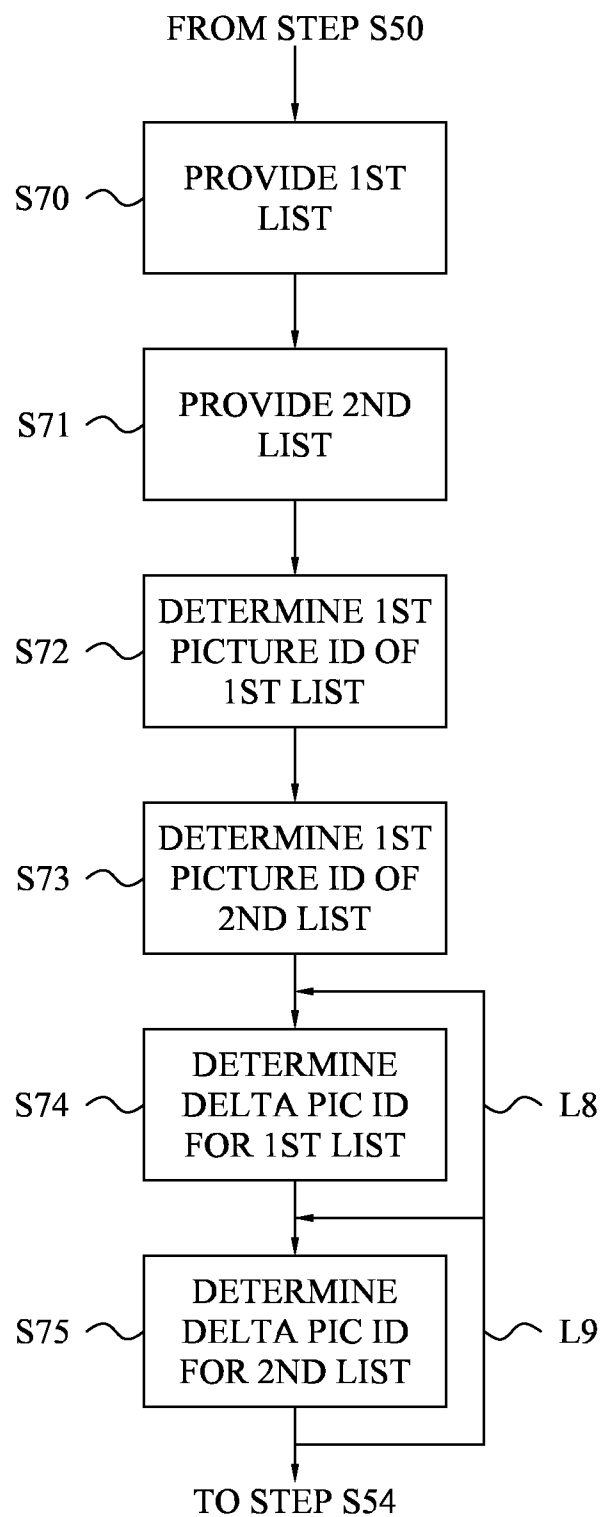 FROM STEP S50
S70
PROVIDE 1ST
LIST
S71
PROVIDE 2ND
LIST
S72
DETERMINE 1ST
PICTURE ID OF
1ST LIST
S73
DETERMINE 1ST
PICTURE ID OF
2ND LIST
S74
DETERMINE
DELTA PIC ID
FOR 1ST LIST
L8
S75
DETERMINE
DELTA PIC ID
FOR 2ND LIST
L9
TO STEP S54